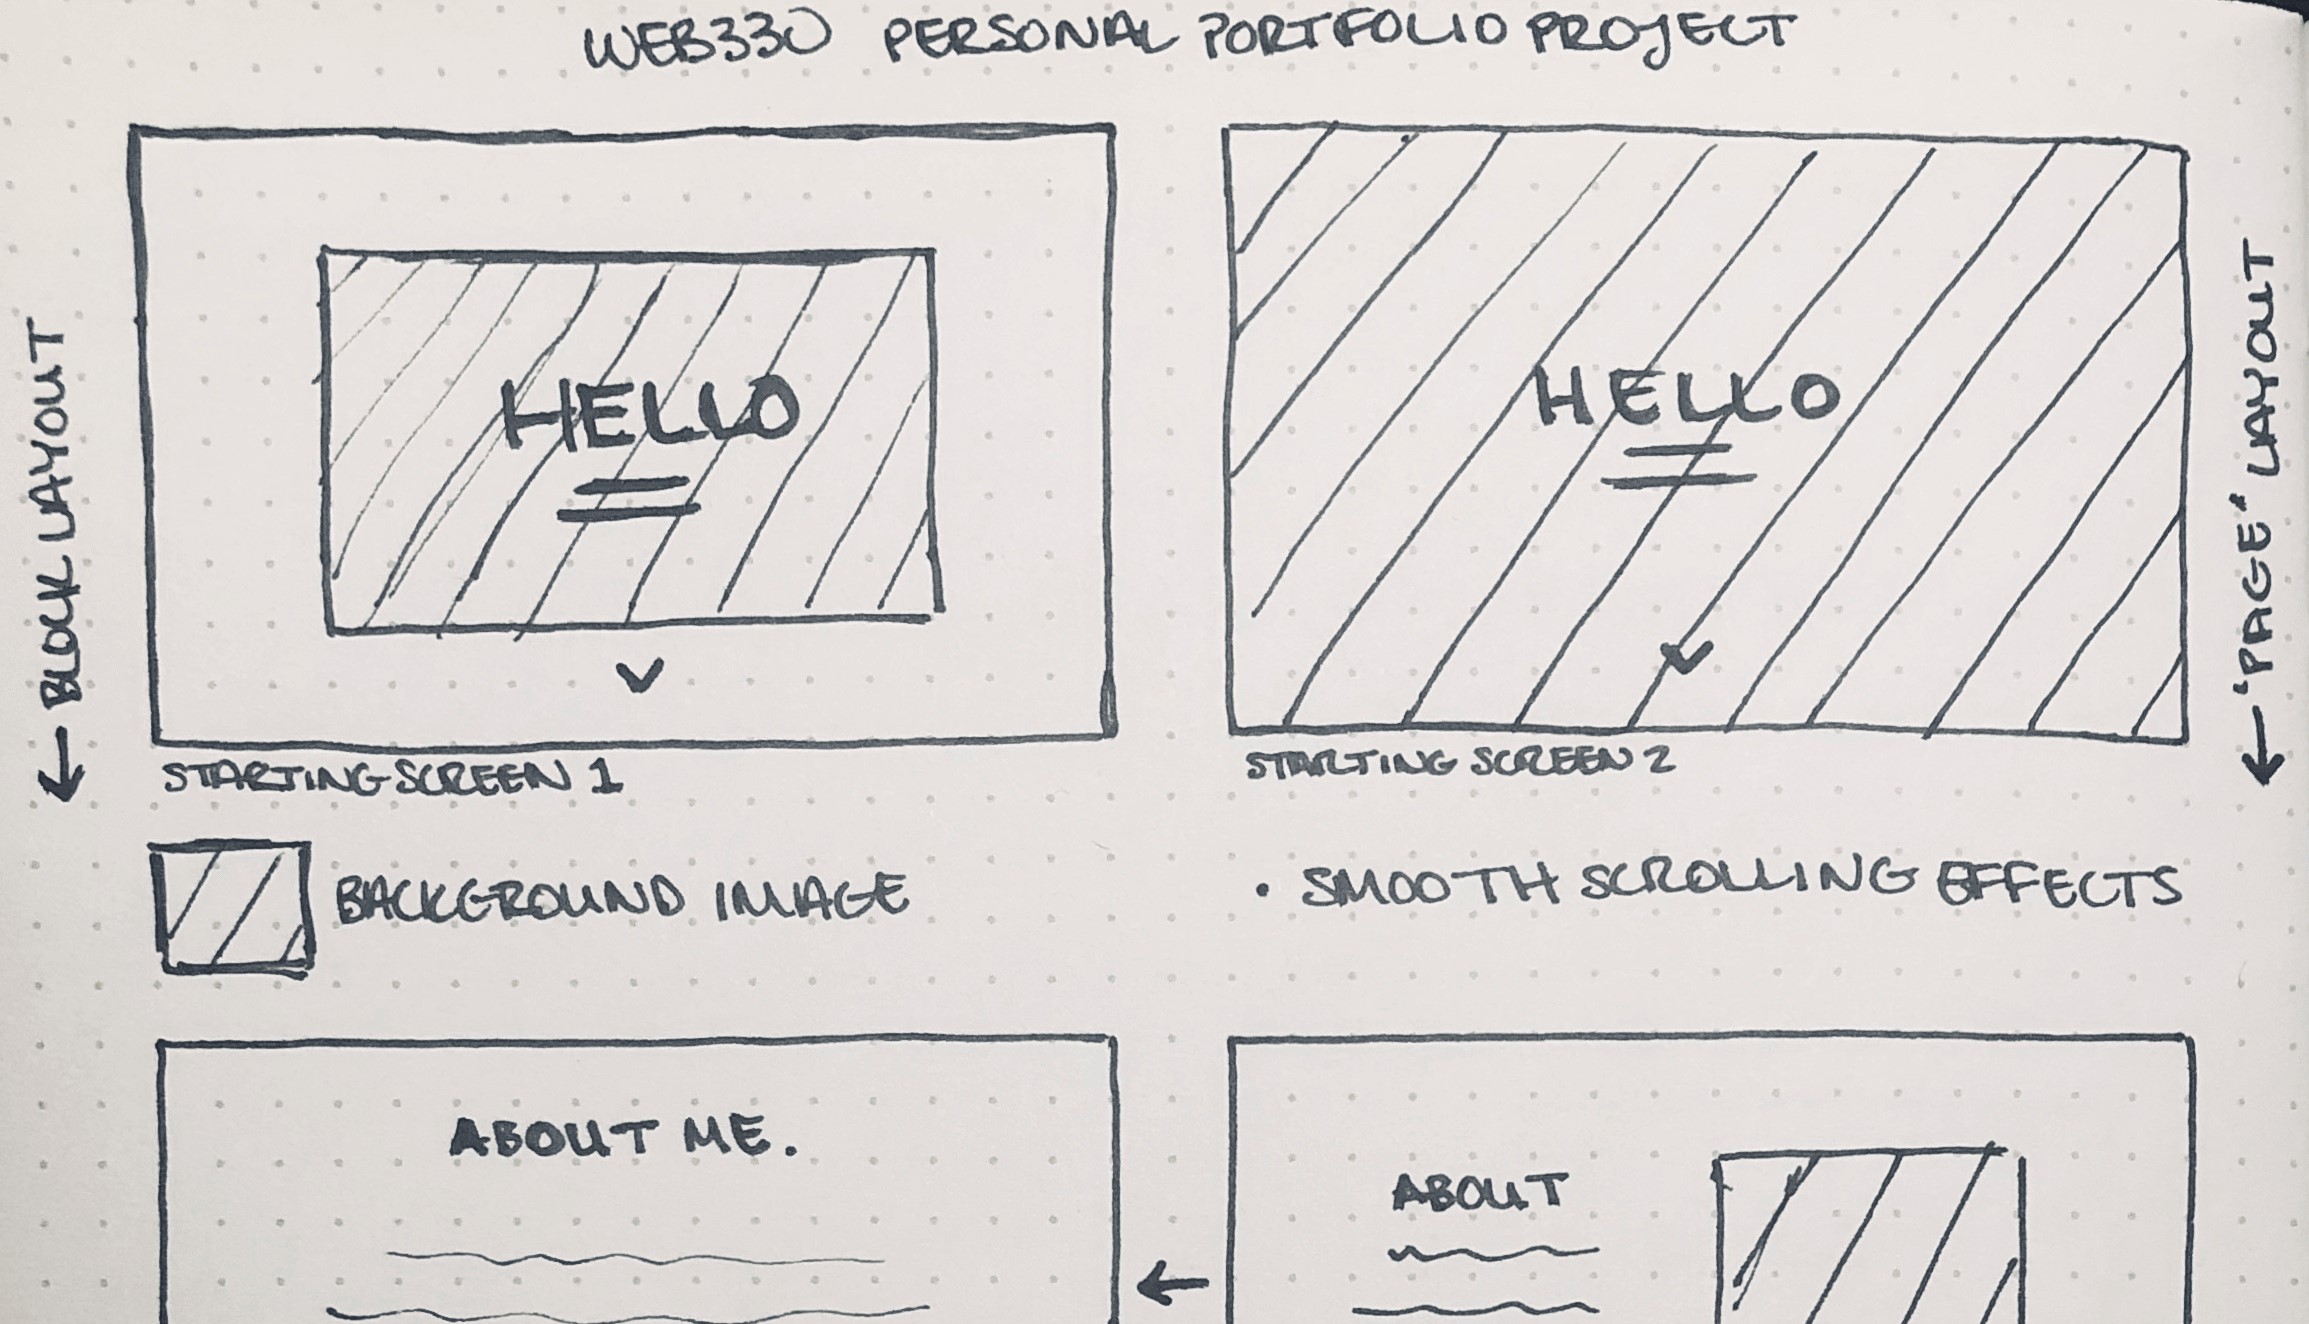 WEB330 PERSONAL PORTFOLIO PROJECT
← BLOCK LAYOUT
HELLO
STARTING SCREEN 1
HELLO
STARTING SCREEN 2
← "PAGE" LAYOUT
BACKGROUND IMAGE
• SMOOTH SCROLLING EFFECTS
ABOUT ME.
←
ABOUT